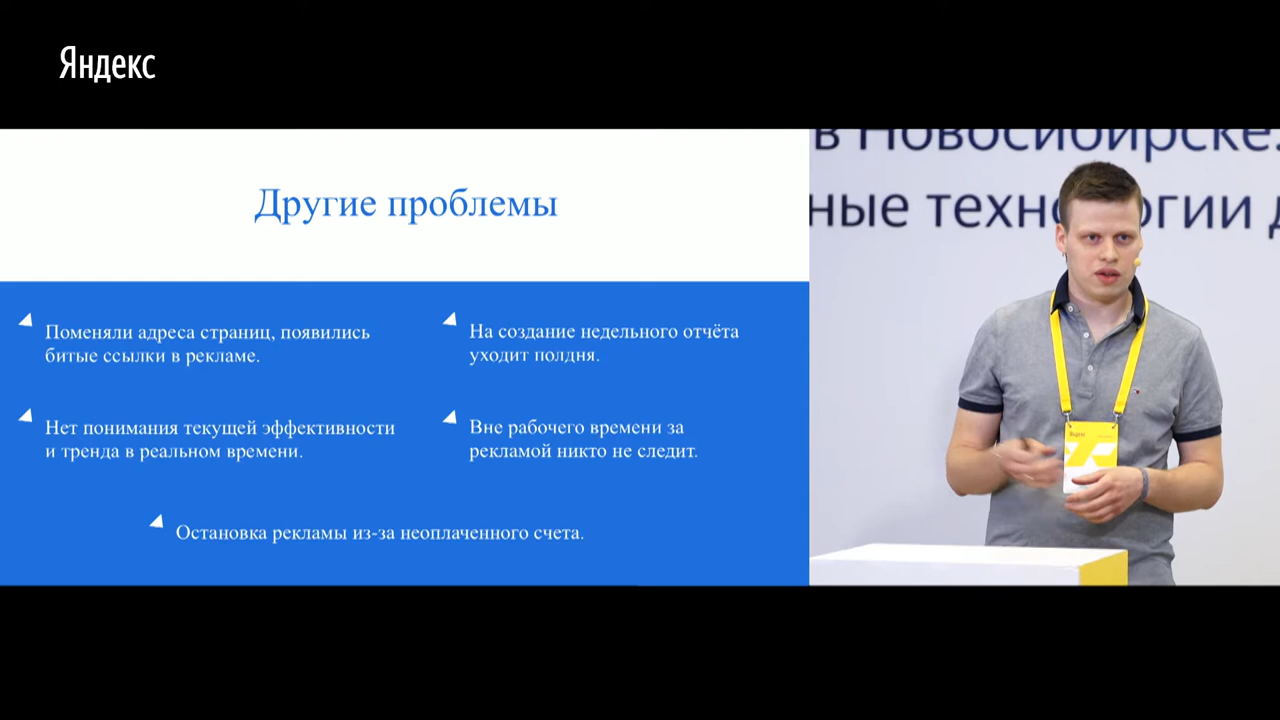 Яндекс
Другие проблемы
Поменяли адреса страниц, появились
битые ссылки в рекламе.
На создание недельного отчёта
уходит полдня.
Нет понимания текущей эффективности
и тренда в реальном времени.
Вне рабочего времени за
рекламой никто не следит.
Остановка рекламы из-за неоплаченного счета.
в Новосибирске.
ные технологии д